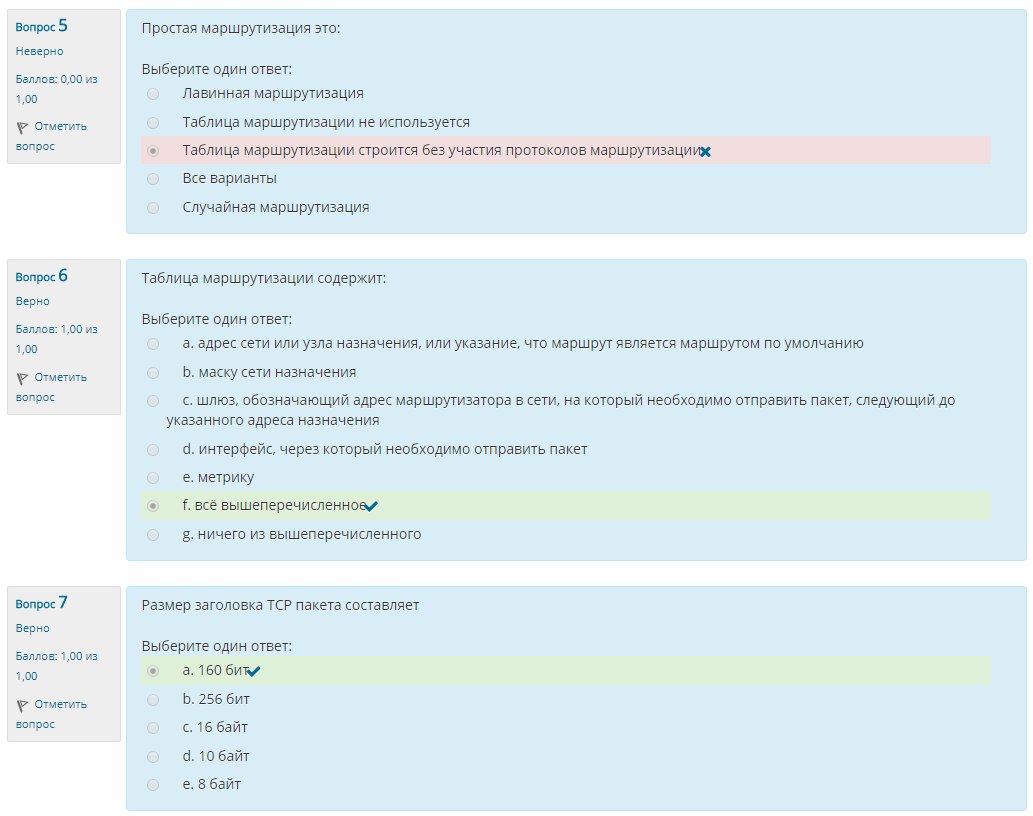 Вопрос 5
Неверно
Баллов: 0,00 из
1,00
Отметить
вопрос
Простая маршрутизация это:
Выберите один ответ:
Лавинная маршрутизация
Таблица маршрутизации не используется
Таблица маршрутизации строится без участия протоколов маршрутизации
Все варианты
Случайная маршрутизация
Вопрос 6
Верно
Баллов: 1,00 из
1,00
Отметить
вопрос
Таблица маршрутизации содержит:
Выберите один ответ:
a. адрес сети или узла назначения, или указание, что маршрут является маршрутом по умолчанию
b. маску сети назначения
c. шлюз, обозначающий адрес маршрутизатора в сети, на который необходимо отправить пакет, следующий до
указанного адреса назначения
d. интерфейс, через который необходимо отправить пакет
e. метрику
f. всё вышеперечисленное
g. ничего из вышеперечисленного
Вопрос 7
Верно
Баллов: 1,00 из
1,00
Отметить
вопрос
Размер заголовка TCP пакета составляет
Выберите один ответ:
a. 160 бит
b. 256 бит
c. 16 байт
d. 10 байт
e. 8 байт